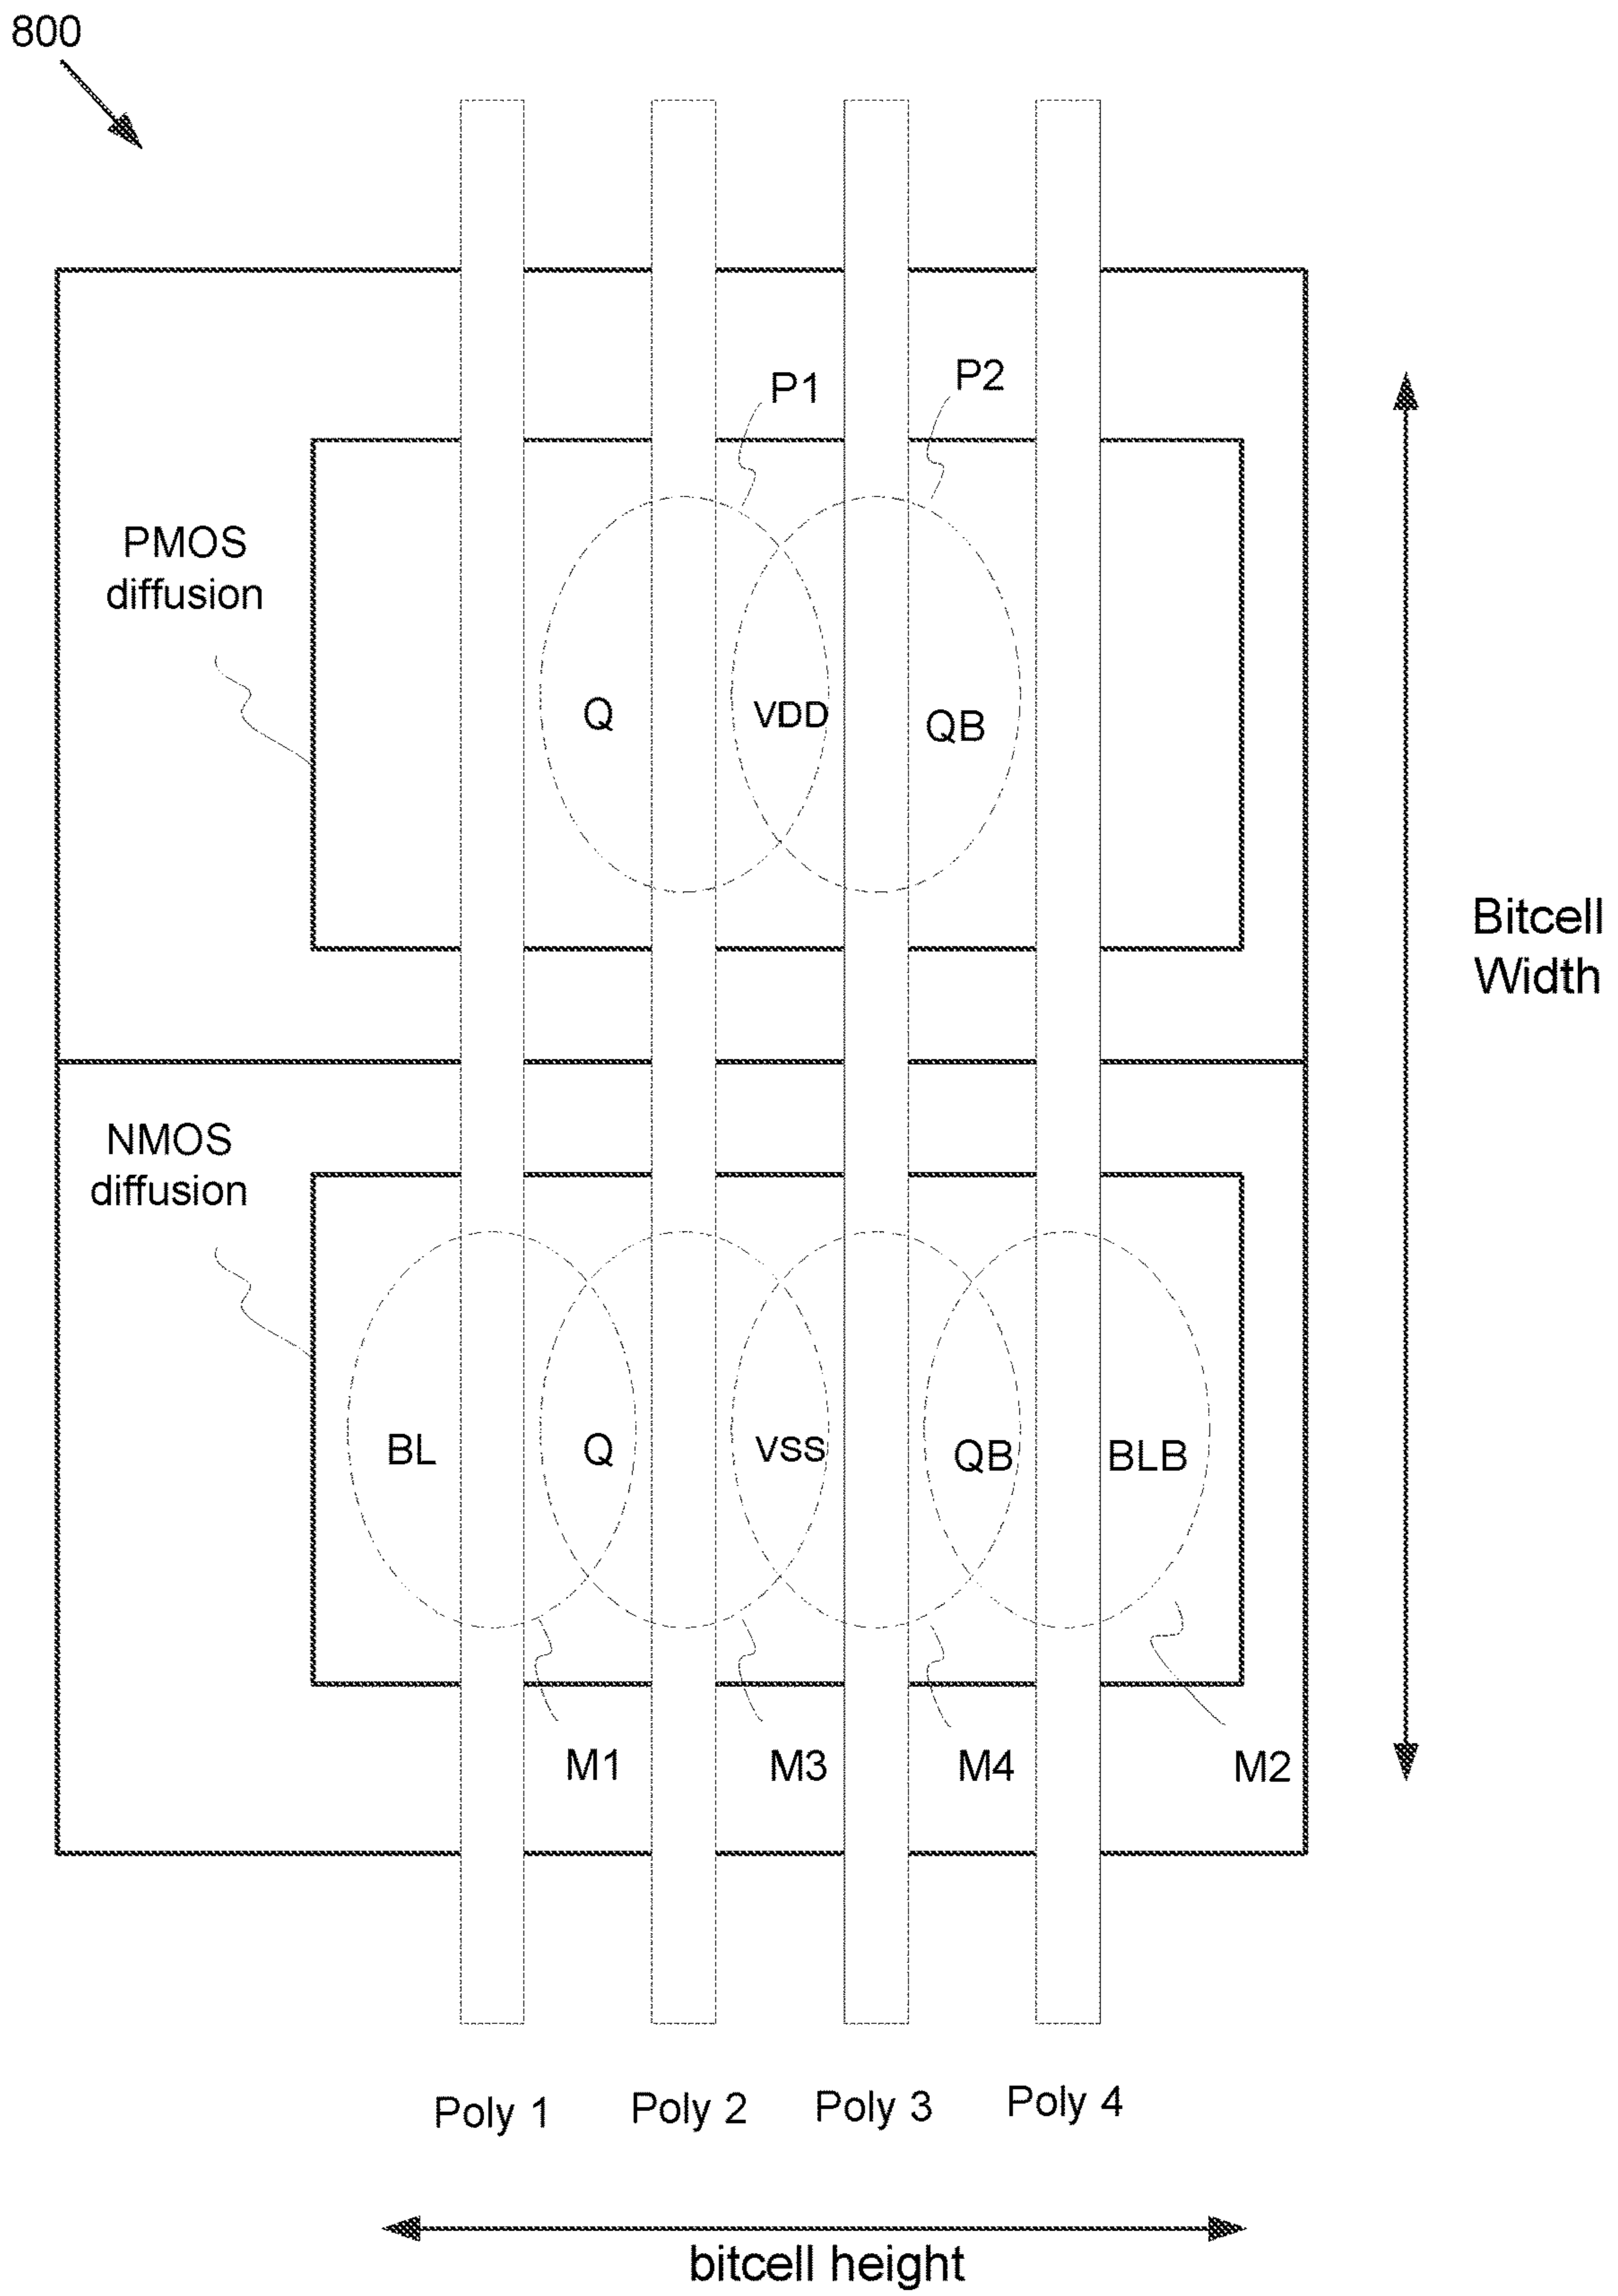 800
P1
P2
PMOS
diffusion
Q
VDD
QB
Bitcell
Width
NMOS
diffusion
BL
Q
VSS
QB
BLB
M1
M3
M4
M2
Poly 1
Poly 2
Poly 3
Poly 4
bitcell height